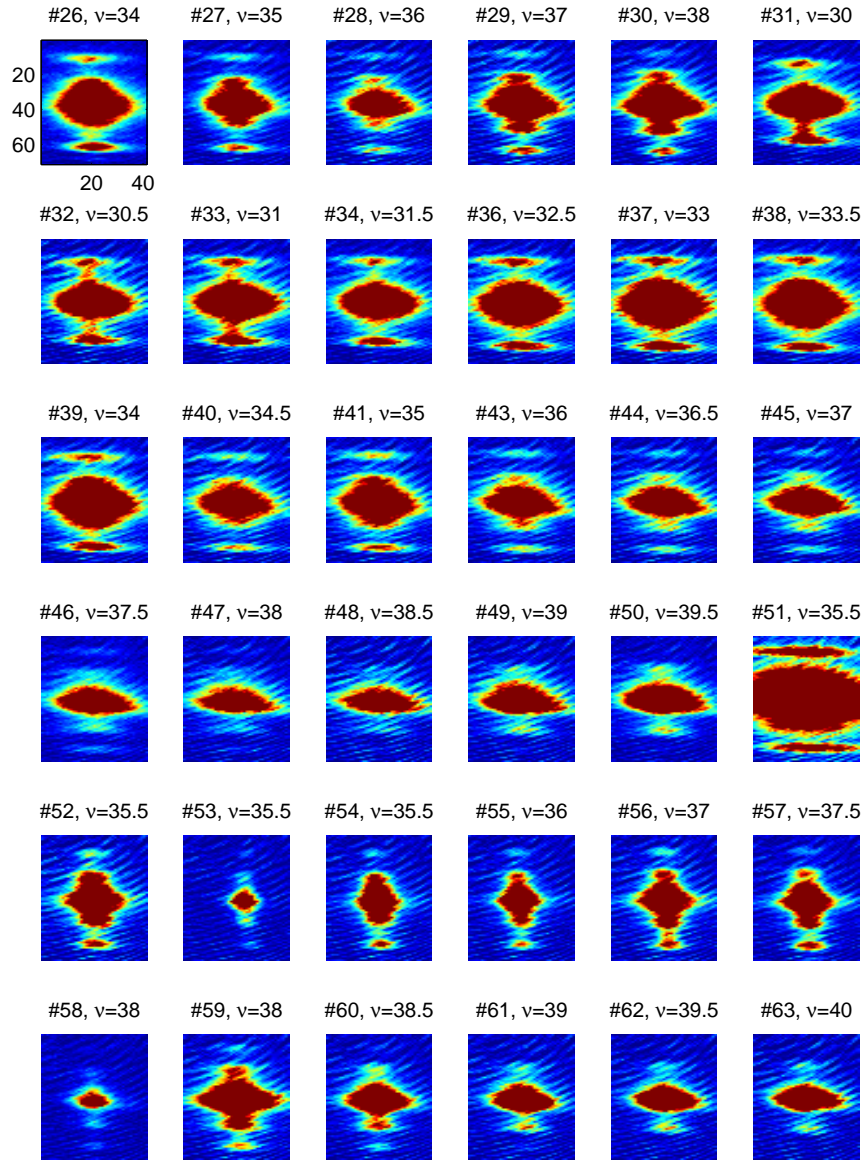 #26, ν=34 #27, ν=35 #28, ν=36 #29, ν=37 #30, ν=38 #31, ν=30
20
40
60
20 40
#32, ν=30.5 #33, ν=31 #34, ν=31.5 #36, ν=32.5 #37, ν=33 #38, ν=33.5
#39, ν=34 #40, ν=34.5 #41, ν=35 #43, ν=36 #44, ν=36.5 #45, ν=37
#46, ν=37.5 #47, ν=38 #48, ν=38.5 #49, ν=39 #50, ν=39.5 #51, ν=35.5
#52, ν=35.5 #53, ν=35.5 #54, ν=35.5 #55, ν=36 #56, ν=37 #57, ν=37.5
#58, ν=38 #59, ν=38 #60, ν=38.5 #61, ν=39 #62, ν=39.5 #63, ν=40